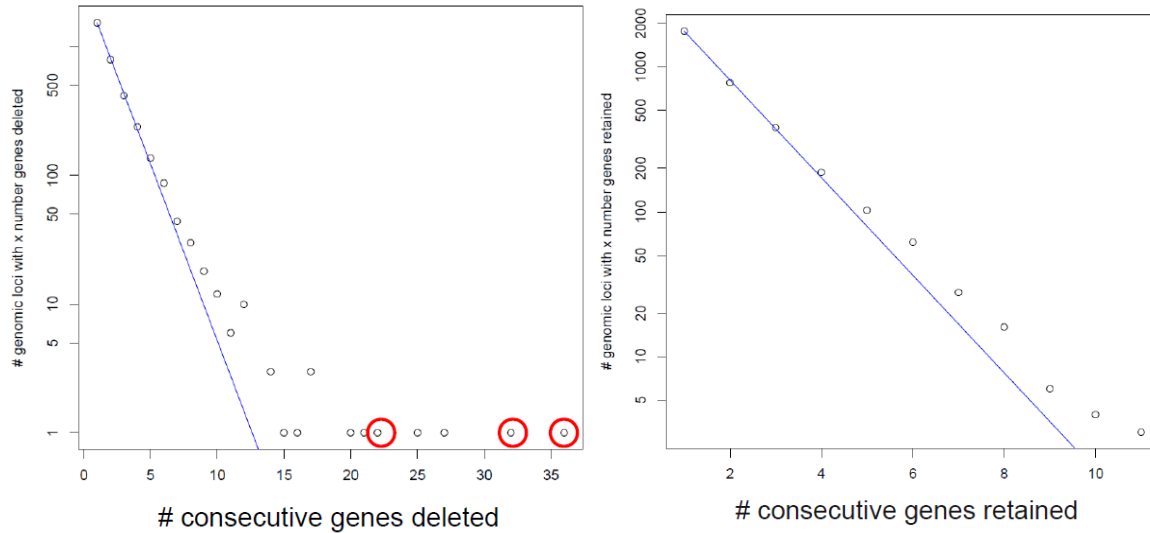 # genomic loci with x number genes deleted
500
100
50
10
5
1
0 5 10 15 20 25 30 35
# consecutive genes deleted
# genomic loci with x number genes retained
2000
1000
500
200
100
50
20
10
5
2 4 6 8 10
# consecutive genes retained